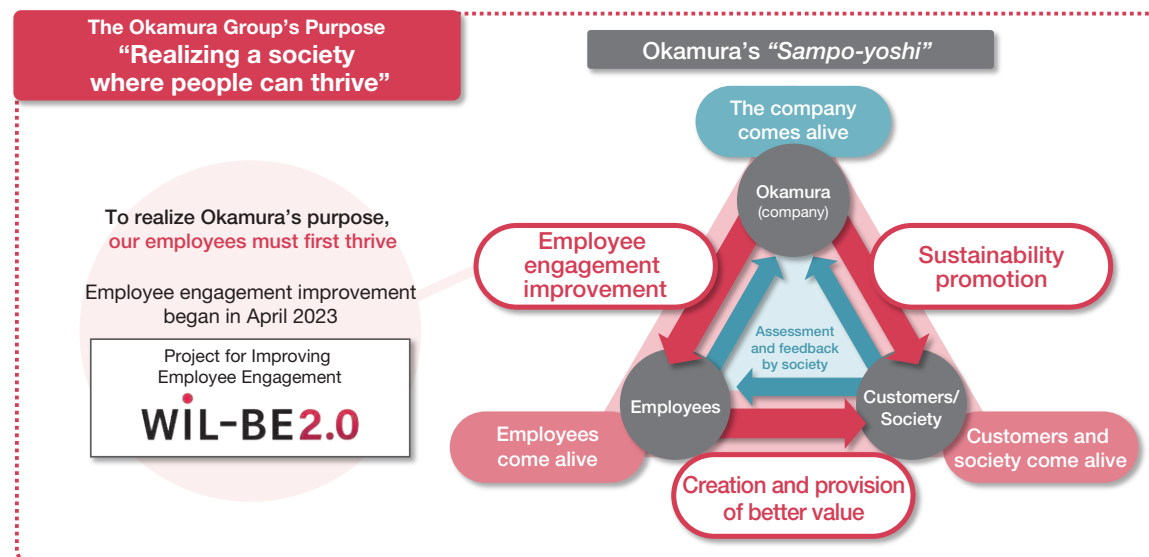 The Okamura Group's Purpose
“Realizing a society
where people can thrive”
Okamura's “Sampo-yoshi”
The company
comes alive
Okamura
(company)
To realize Okamura's purpose,
our employees must first thrive
Employee engagement improvement
began in April 2023
Project for Improving
Employee Engagement
WiL-BE2.0
Employee
engagement
improvement
Sustainability
promotion
Assessment
and feedback
by society
Employees
Customers/
Society
Employees
come alive
Customers and
society come alive
Creation and provision
of better value